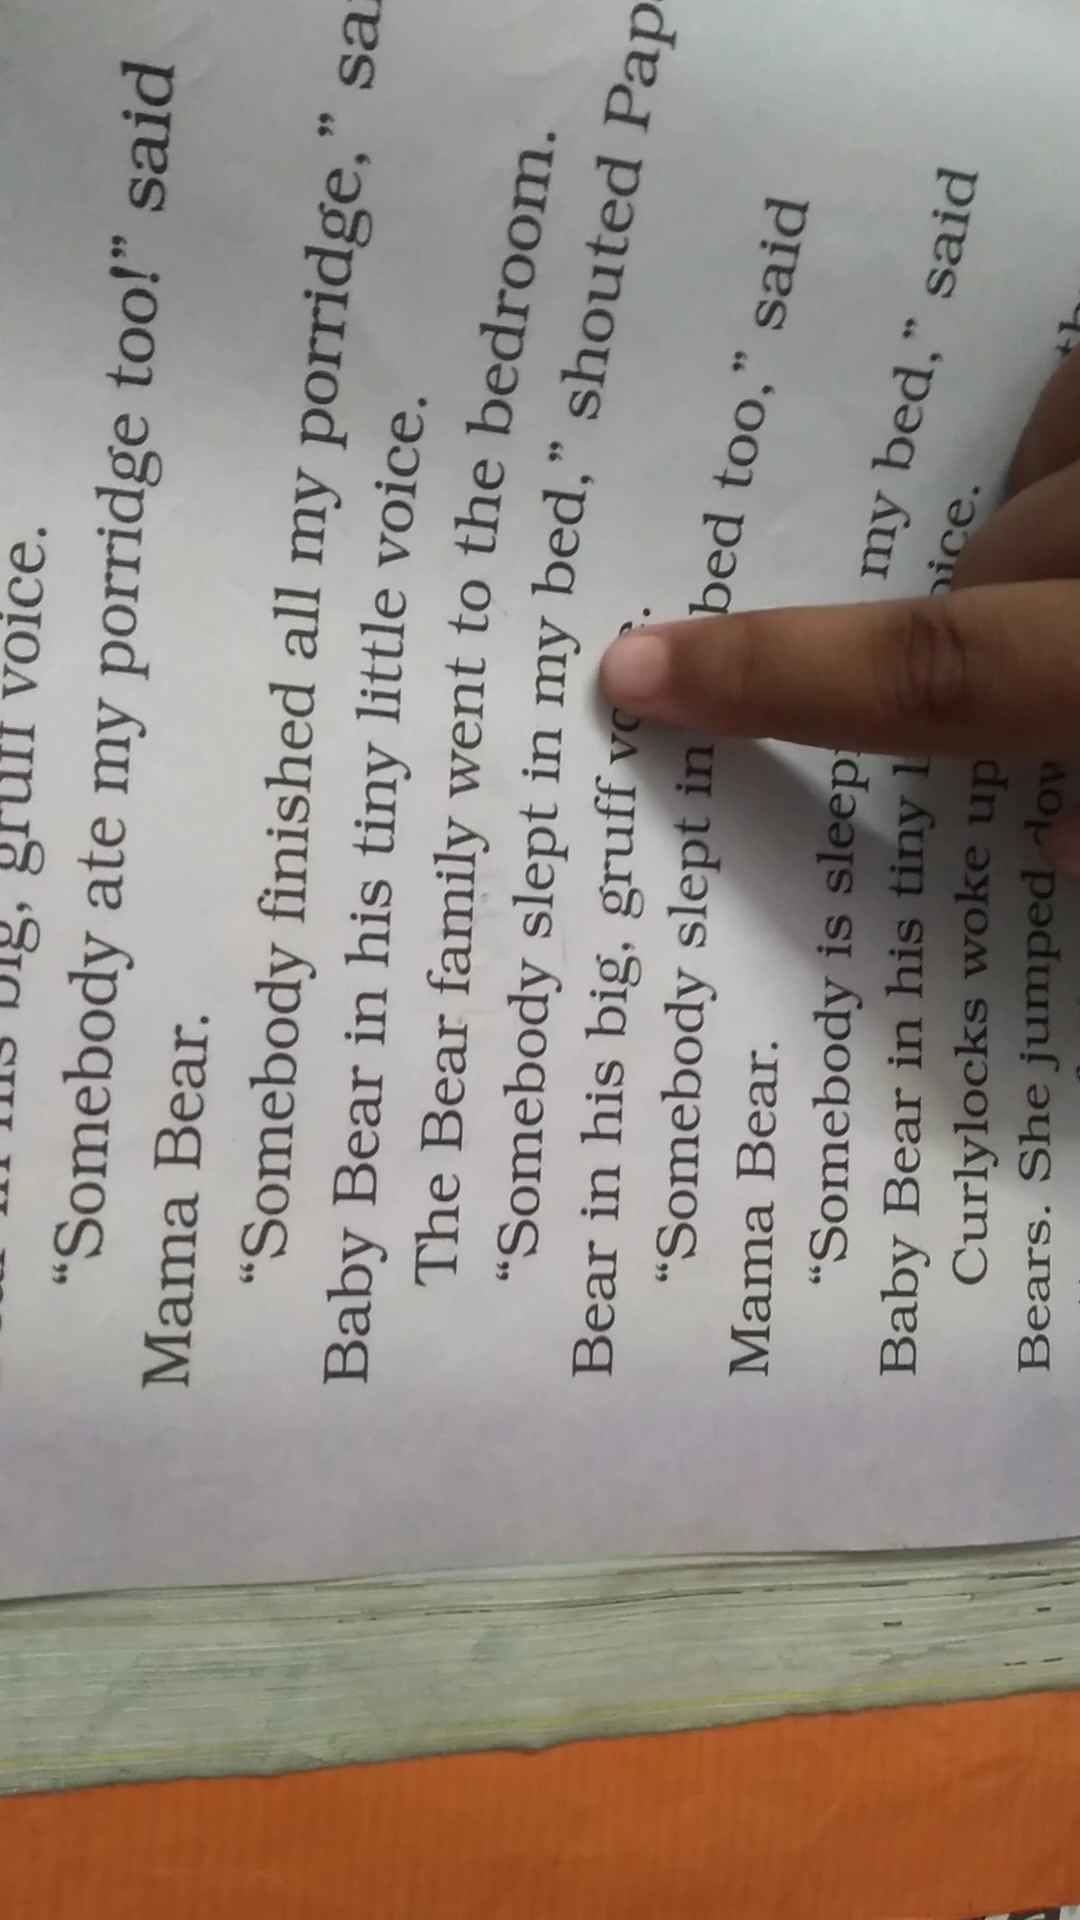 his big, gruff voice.
“Somebody ate my porridge too!” said
Mama Bear.
“Somebody finished all my porridge,”
Baby Bear in his tiny little voice.
The Bear family went to the bedroom.
“Somebody slept in my bed,” shouted
Bear in his big, gruff
“Somebody slept in bed too,” said
Mama Bear.
“Somebody is my bed,” said
Baby Bear in his tiny
Curlylocks woke up
Bears. She jumped